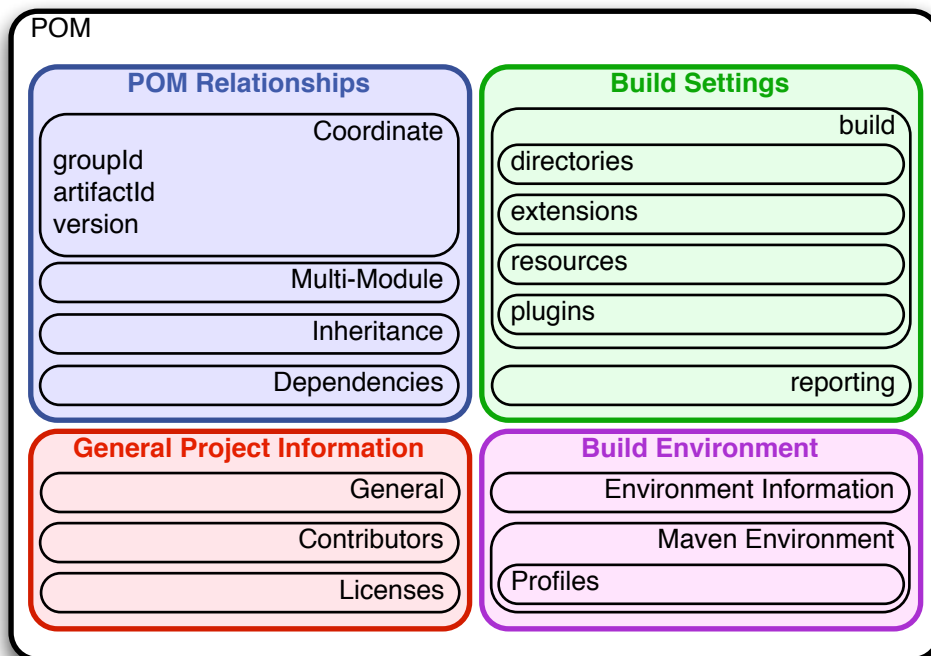 POM
POM Relationships
Coordinate
groupId
artifactId
version
Multi-Module
Inheritance
Dependencies
Build Settings
build
directories
extensions
resources
plugins
reporting
General Project Information
General
Contributors
Licenses
Build Environment
Environment Information
Maven Environment
Profiles